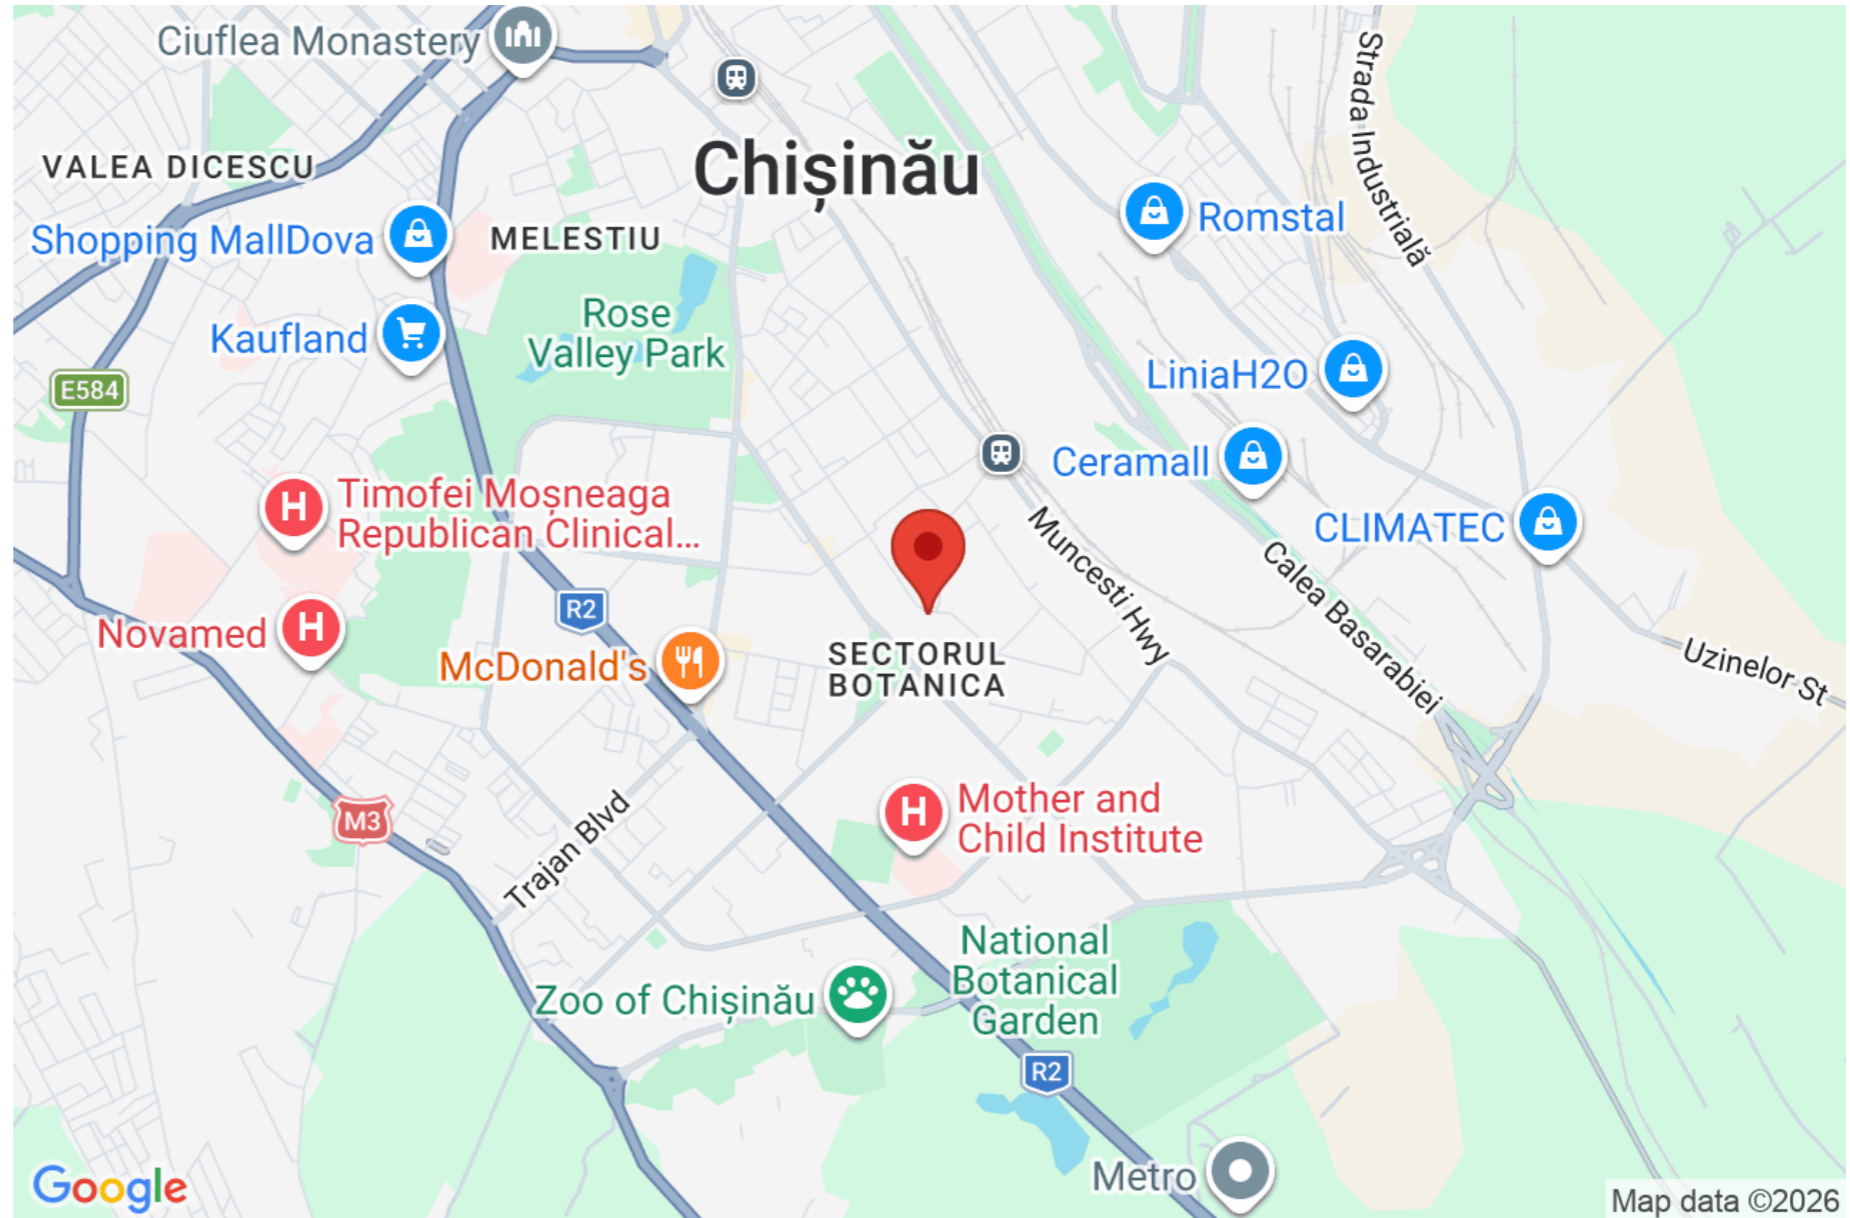 Ciuflea Monastery
Chișinău
Strada Industrială
VALEA DICESCU
Shopping MallDova
MELESTIU
Romstal
Rose
Valley Park
Kaufland
E584
LiniaH2O
Ceramall
Timofei Moșneaga
Republican Clinical...
CLIMATEC
Muncesti Hwy
Calea Basarabiei
R2
Novamed
McDonald's
SECTORUL
BOTANICA
Uzinelor St
M3
Mother and
Child Institute
Trajan Blvd
National
Botanical
Garden
Zoo of Chișinău
R2
Metro
Google
Map data ©2026